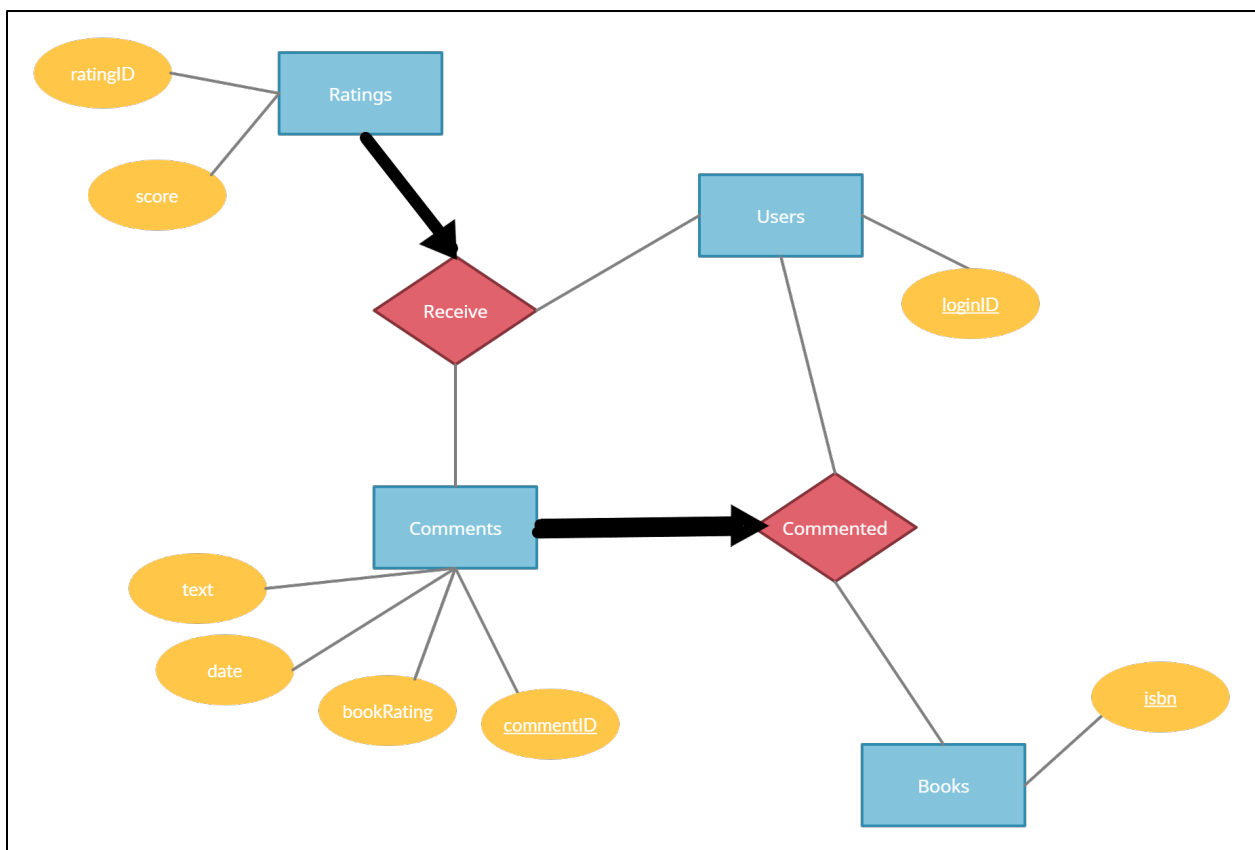 ratingID
Ratings
score
Users
loginID
Receive
Comments
Commented
text
date
bookRating
commentID
isbn
Books